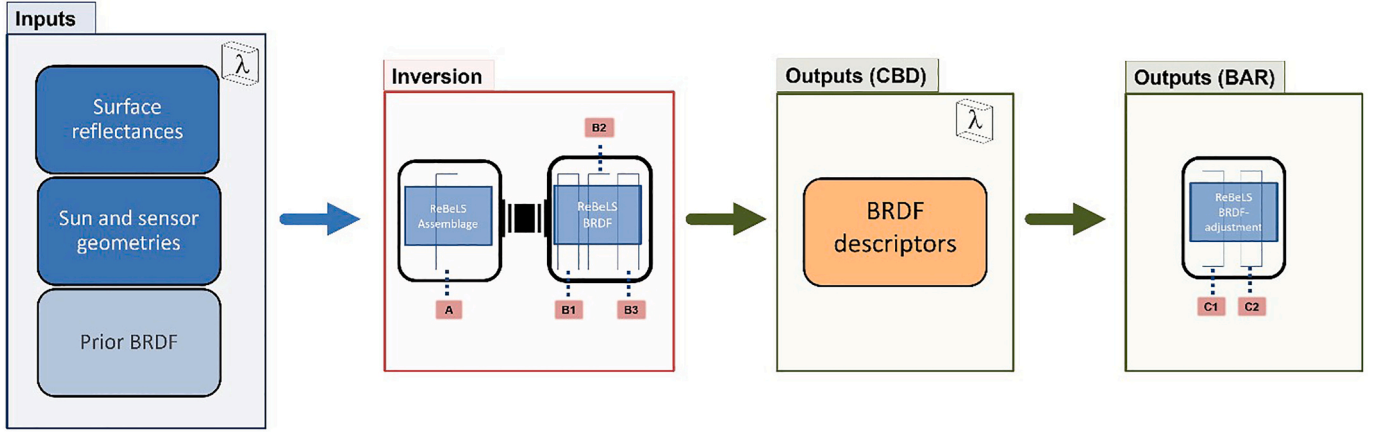 Inputs
λ
Surface
reflectances
Sun and sensor
geometries
Prior BRDF
Inversion
B2
ReBeLS
Assemblage
ReBeLS
BRDF
A
B1
B3
Outputs (CBD)
λ
BRDF
descriptors
Outputs (BAR)
ReBeLS
BRDF-
adjustment
C1
C2